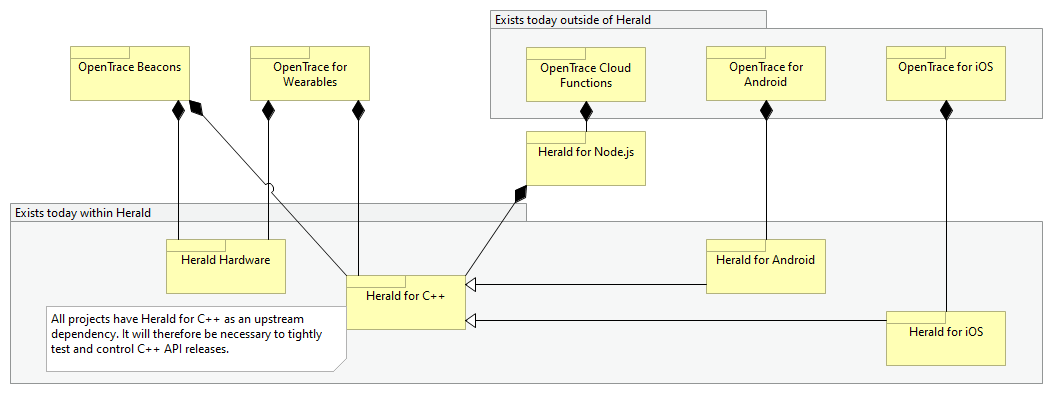 Exists today outside of Herald
OpenTrace Beacons
OpenTrace for
Wearables
OpenTrace Cloud
Functions
OpenTrace for
Android
OpenTrace for iOS
Herald for Node.js
Exists today within Herald
Herald Hardware
Herald for Android
Herald for C++
Herald for iOS
All projects have Herald for C++ as an upstream
dependency. It will therefore be necessary to tightly
test and control C++ API releases.